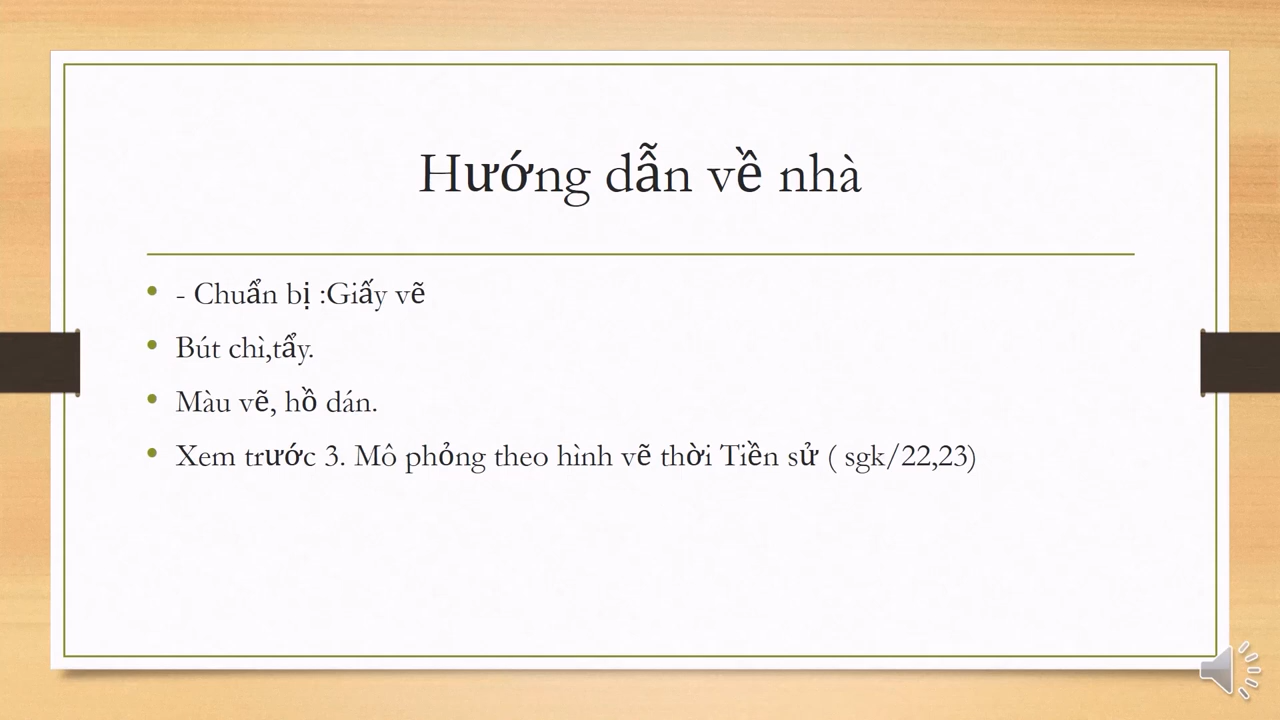 Hướng dẫn về nhà
• - Chuẩn bị :Giấy vẽ
• Bút chì,tẩy.
• Màu vẽ, hồ dán.
• Xem trước 3. Mô phỏng theo hình vẽ thời Tiền sử ( sgk/22,23)